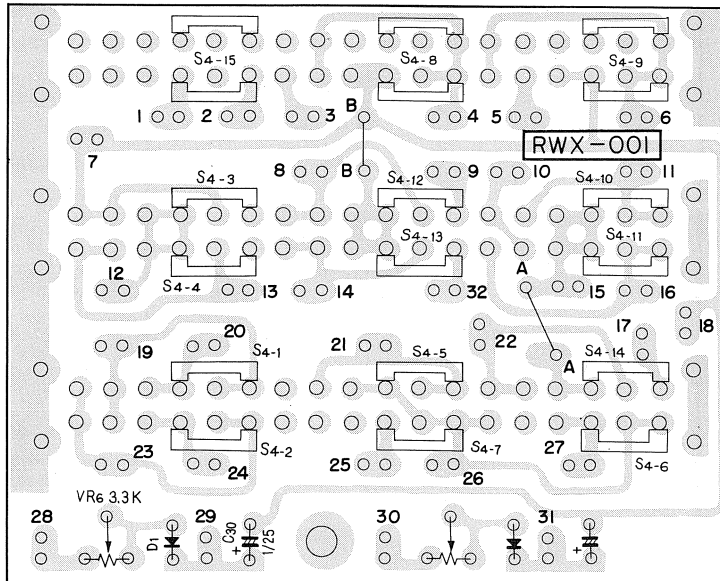 S4-15 S4-8 S4-9
1 2 3 B 4 5 6
7 RWX-001
8 B 9 10 11
S4-3 S4-12 S4-10
S4-13 S4-11
12 S4-4 13 14 32 A 15 16
19 20 21 22 17 18
S4-1 S4-5 A S4-14
S4-2 S4-7 S4-6
23 24 25 26 27
VR6 3.3K
28 D1 29 C30 + 1/25 30 31 +